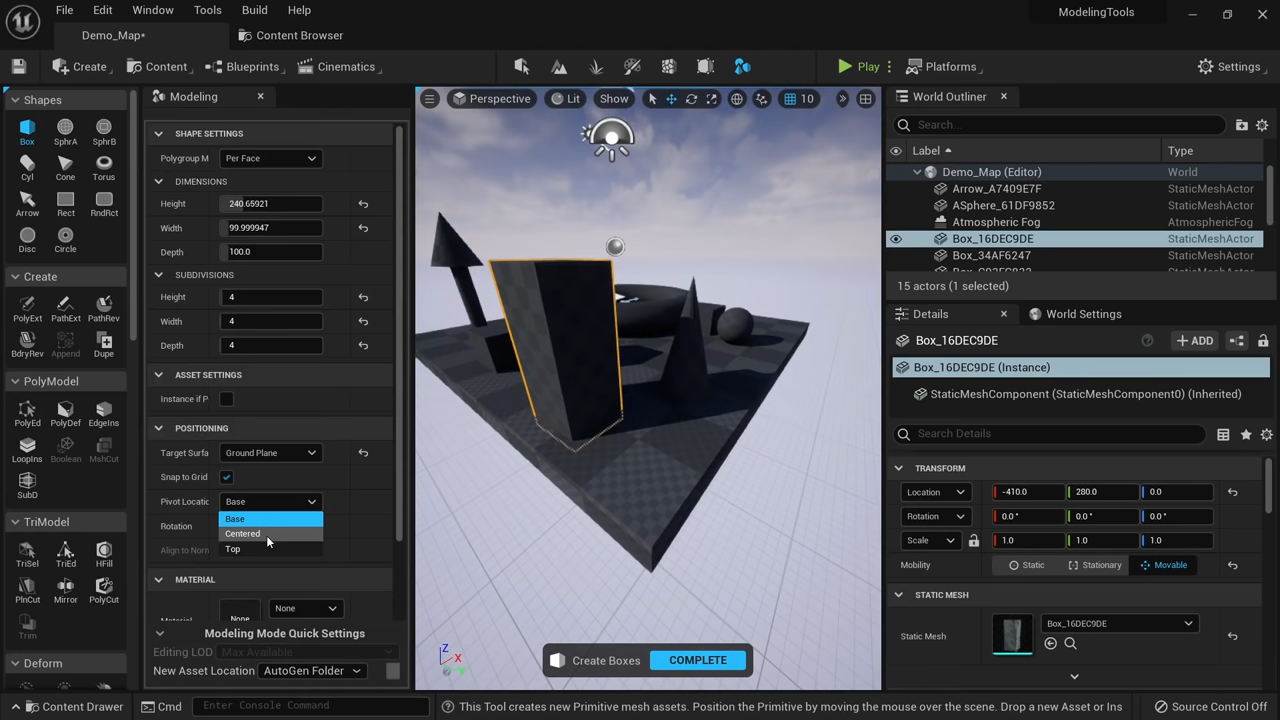 File Edit Window Tools Build Help ModelingTools
Demo_Map* Content Browser
Create Content Blueprints Cinematics Play Platforms Settings
Shapes
Box SphrA SphrB
Cyl Cone Torus
Arrow Rect RndRct
Disc Circle
Create
PolyExt PathExt PathRev
BdryRev Append Dupe
PolyModel
PolyEd PolyDef EdgeIns
LoopIns Boolean MshCut
SubD
TriModel
TriSel TriEd HFill
PlnCut Mirror PolyCut
Trim
Deform
Modeling
SHAPE SETTINGS
Polygroup M Per Face
DIMENSIONS
Height 240.65921
Width 99.999947
Depth 100.0
SUBDIVISIONS
Height 4
Width 4
Depth 4
ASSET SETTINGS
Instance if P
POSITIONING
Target Surfa Ground Plane
Snap to Grid
Pivot Locatic Base
Base
Rotation Centered
Align to Norn Top
MATERIAL
None None
Modeling Mode Quick Settings
Editing LOD Max Available
New Asset Location AutoGen Folder
Perspective Lit Show 10
Z X Y
Create Boxes COMPLETE
World Outliner
Search...
Label Type
Demo_Map (Editor) World
Arrow_A7409E7F StaticMeshActor
ASphere_61DF9852 StaticMeshActor
Atmospheric Fog AtmosphericFog
Box_16DEC9DE StaticMeshActor
Box_34AF6247 StaticMeshActor
15 actors (1 selected)
Details World Settings
Box_16DEC9DE ADD
Box_16DEC9DE (Instance)
StaticMeshComponent (StaticMeshComponent0) (Inherited)
Search Details
TRANSFORM
Location -410.0 280.0 0.0
Rotation 0.0 ° 0.0 ° 0.0 °
Scale 1.0 1.0 1.0
Mobility Static Stationary Movable
STATIC MESH
Static Mesh Box_16DEC9DE
Content Drawer Cmd Enter Console Command This Tool creates new Primitive mesh assets. Position the Primitive by moving the mouse over the scene. Drop a new Asset or Ins Source Control Off